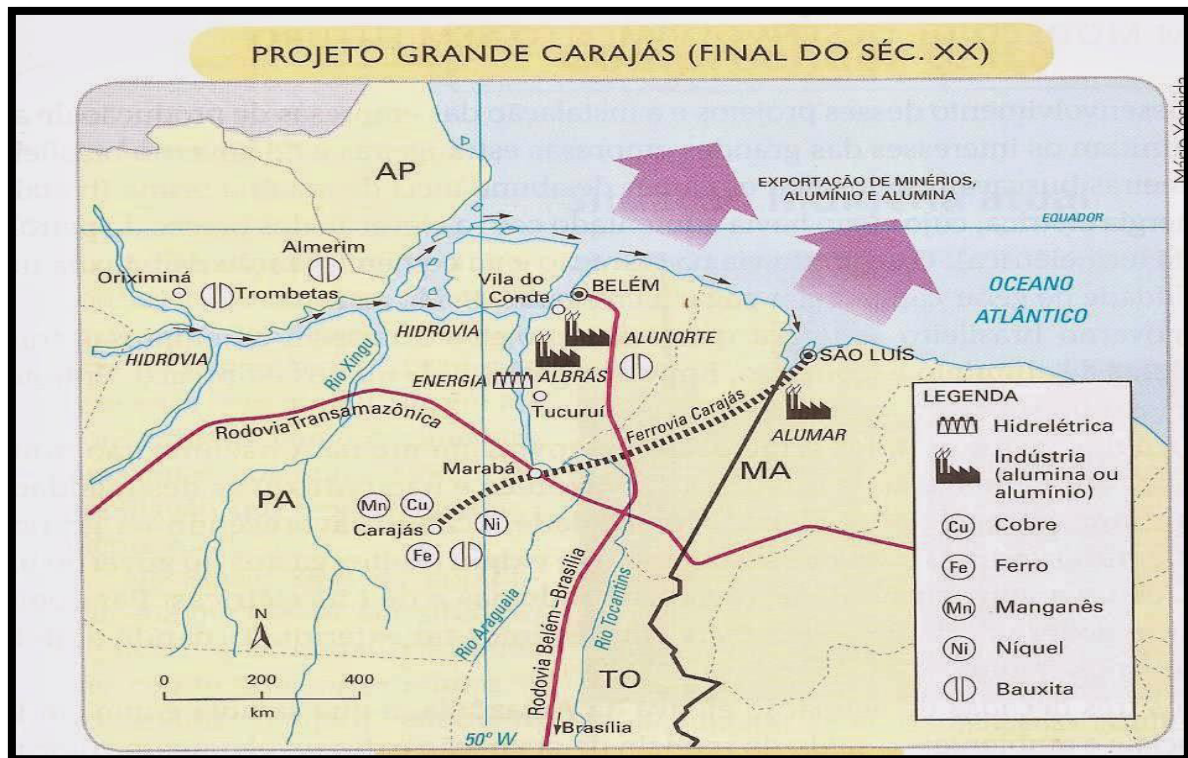 PROJETO GRANDE CARAJÁS (FINAL DO SÉC. XX)
Mário Yoshida
AP
EXPORTAÇÃO DE MINÉRIOS,
ALUMÍNIO E ALUMINA
EQUADOR
OCEANO
ATLÂNTICO
Almerim
Oriximiná
Trombetas
HIDROVIA
HIDROVIA
Vila do
Conde
BELÉM
ALUNORTE
ALBRÁS
ENERGIA
Tucuruí
Rio Xingu
SÃO LUÍS
ALUMAR
Rodovia Transamazônica
Ferrovia Carajás
Marabá
PA
MA
Mn
Cu
Ni
Carajás
Fe
Rio Araguaia
Rodovia Belém-Brasília
Rio Tocantins
TO
N
0 200 400
km
50º W
Brasília
LEGENDA
Hidrelétrica
Indústria
(alumina ou
alumínio)
Cu Cobre
Fe Ferro
Mn Manganês
Ni Níquel
Bauxita